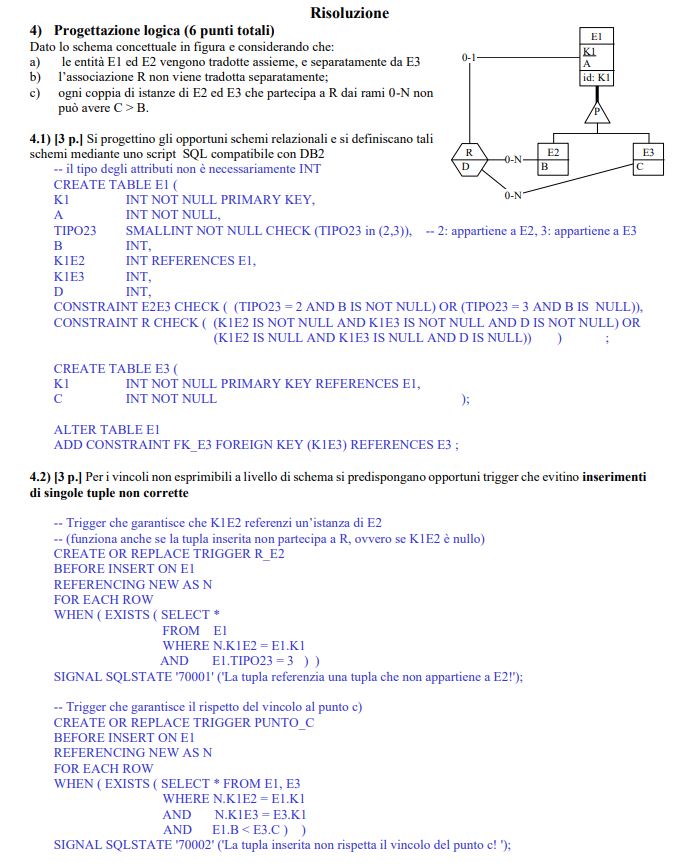 Risoluzione
4) Progettazione logica (6 punti totali)
Dato lo schema concettuale in figura e considerando che:
a) le entità E1 ed E2 vengono tradotte assieme, e separatamente da E3
b) l'associazione R non viene tradotta separatamente;
c) ogni coppia di istanze di E2 ed E3 che partecipa a R dai rami 0-N non
può avere C > B.
E1
K1
A
id: K1
0-1
P
R
D
0-N
E2
B
E3
C
0-N
4.1) [3 p.] Si progettino gli opportuni schemi relazionali e si definiscano tali
schemi mediante uno script SQL compatibile con DB2
-- il tipo degli attributi non è necessariamente INT
CREATE TABLE E1 (
K1 INT NOT NULL PRIMARY KEY,
A INT NOT NULL,
TIPO23 SMALLINT NOT NULL CHECK (TIPO23 in (2,3)), -- 2: appartiene a E2, 3: appartiene a E3
B INT,
K1E2 INT REFERENCES E1,
K1E3 INT,
D INT,
CONSTRAINT E2E3 CHECK ( (TIPO23 = 2 AND B IS NOT NULL) OR (TIPO23 = 3 AND B IS NULL)),
CONSTRAINT R CHECK ( (K1E2 IS NOT NULL AND K1E3 IS NOT NULL AND D IS NOT NULL) OR
(K1E2 IS NULL AND K1E3 IS NULL AND D IS NULL)) ) ;
CREATE TABLE E3 (
K1 INT NOT NULL PRIMARY KEY REFERENCES E1,
C INT NOT NULL );
ALTER TABLE E1
ADD CONSTRAINT FK_E3 FOREIGN KEY (K1E3) REFERENCES E3 ;
4.2) [3 p.] Per i vincoli non esprimibili a livello di schema si predispongano opportuni trigger che evitino inserimenti
di singole tuple non corrette
-- Trigger che garantisce che K1E2 referenzi un'istanza di E2
-- (funziona anche se la tupla inserita non partecipa a R, ovvero se K1E2 è nullo)
CREATE OR REPLACE TRIGGER R_E2
BEFORE INSERT ON E1
REFERENCING NEW AS N
FOR EACH ROW
WHEN ( EXISTS ( SELECT *
FROM E1
WHERE N.K1E2 = E1.K1
AND E1.TIPO23 = 3 ) )
SIGNAL SQLSTATE '70001' ('La tupla referenzia una tupla che non appartiene a E2!');
-- Trigger che garantisce il rispetto del vincolo al punto c)
CREATE OR REPLACE TRIGGER PUNTO_C
BEFORE INSERT ON E1
REFERENCING NEW AS N
FOR EACH ROW
WHEN ( EXISTS ( SELECT * FROM E1, E3
WHERE N.K1E2 = E1.K1
AND N.K1E3 = E3.K1
AND E1.B < E3.C ) )
SIGNAL SQLSTATE '70002' ('La tupla inserita non rispetta il vincolo del punto c! ');